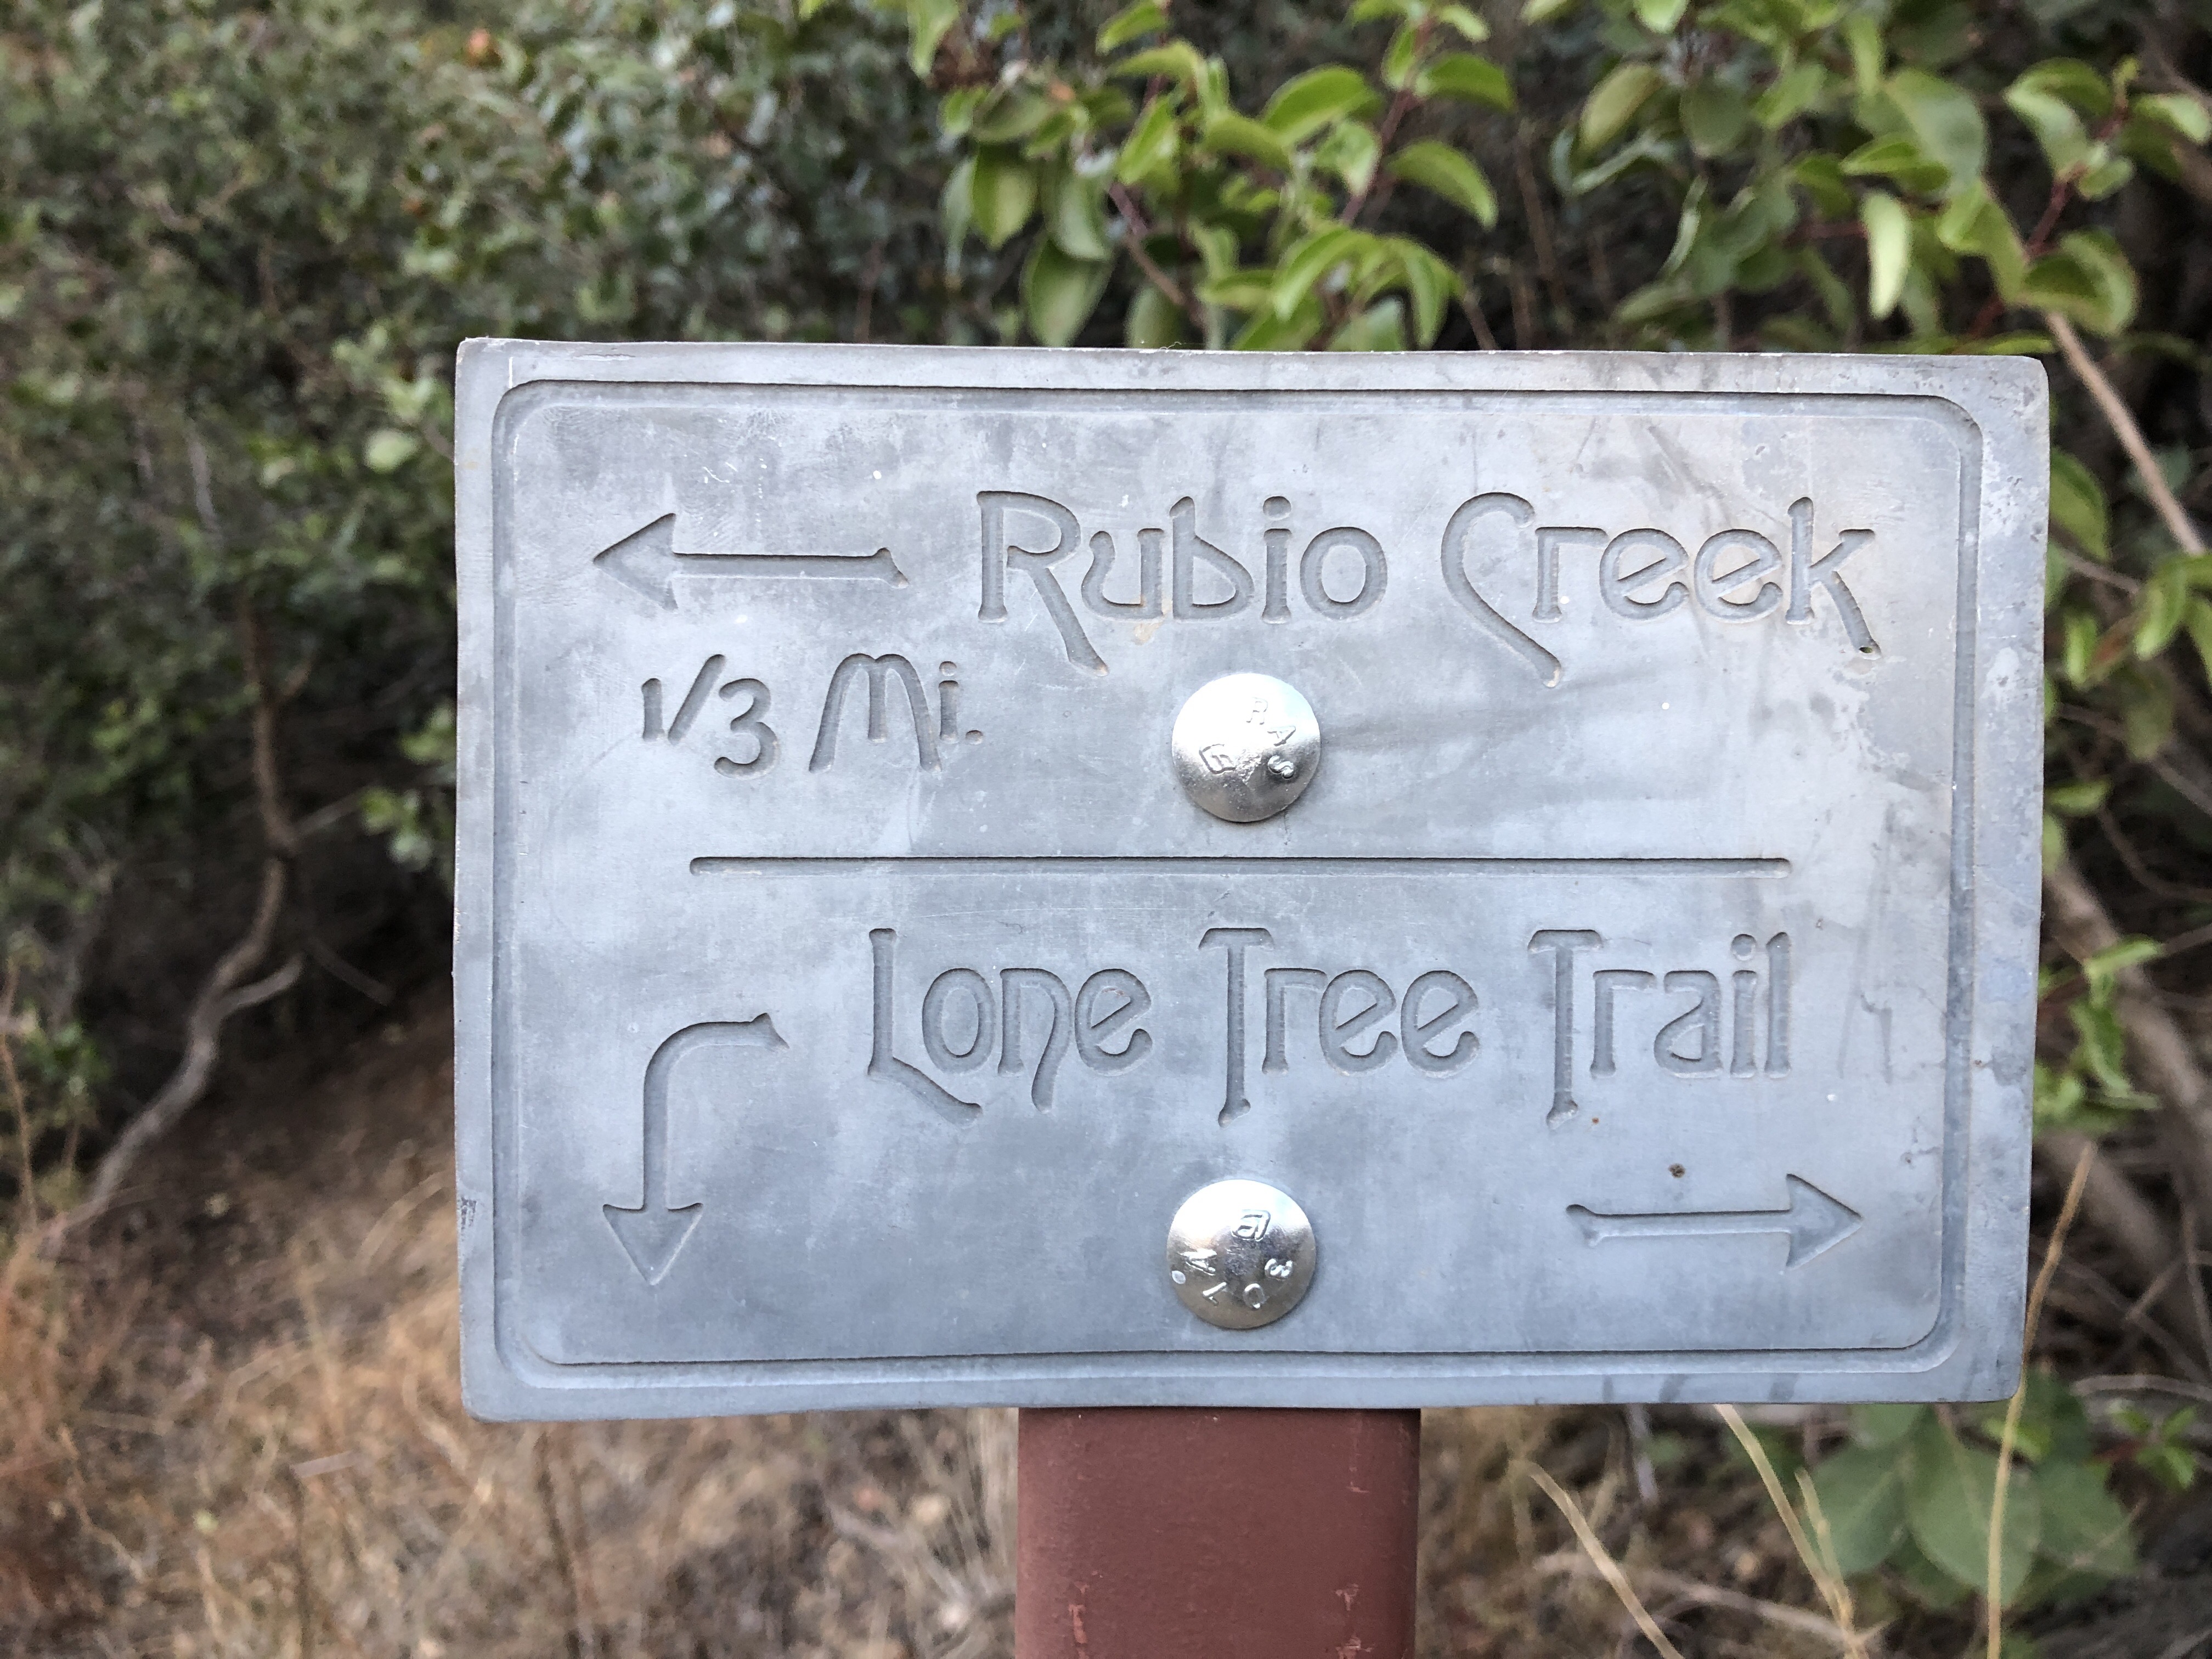 ← Rubio Creek
1/3 Mi.
Lone Tree Trail